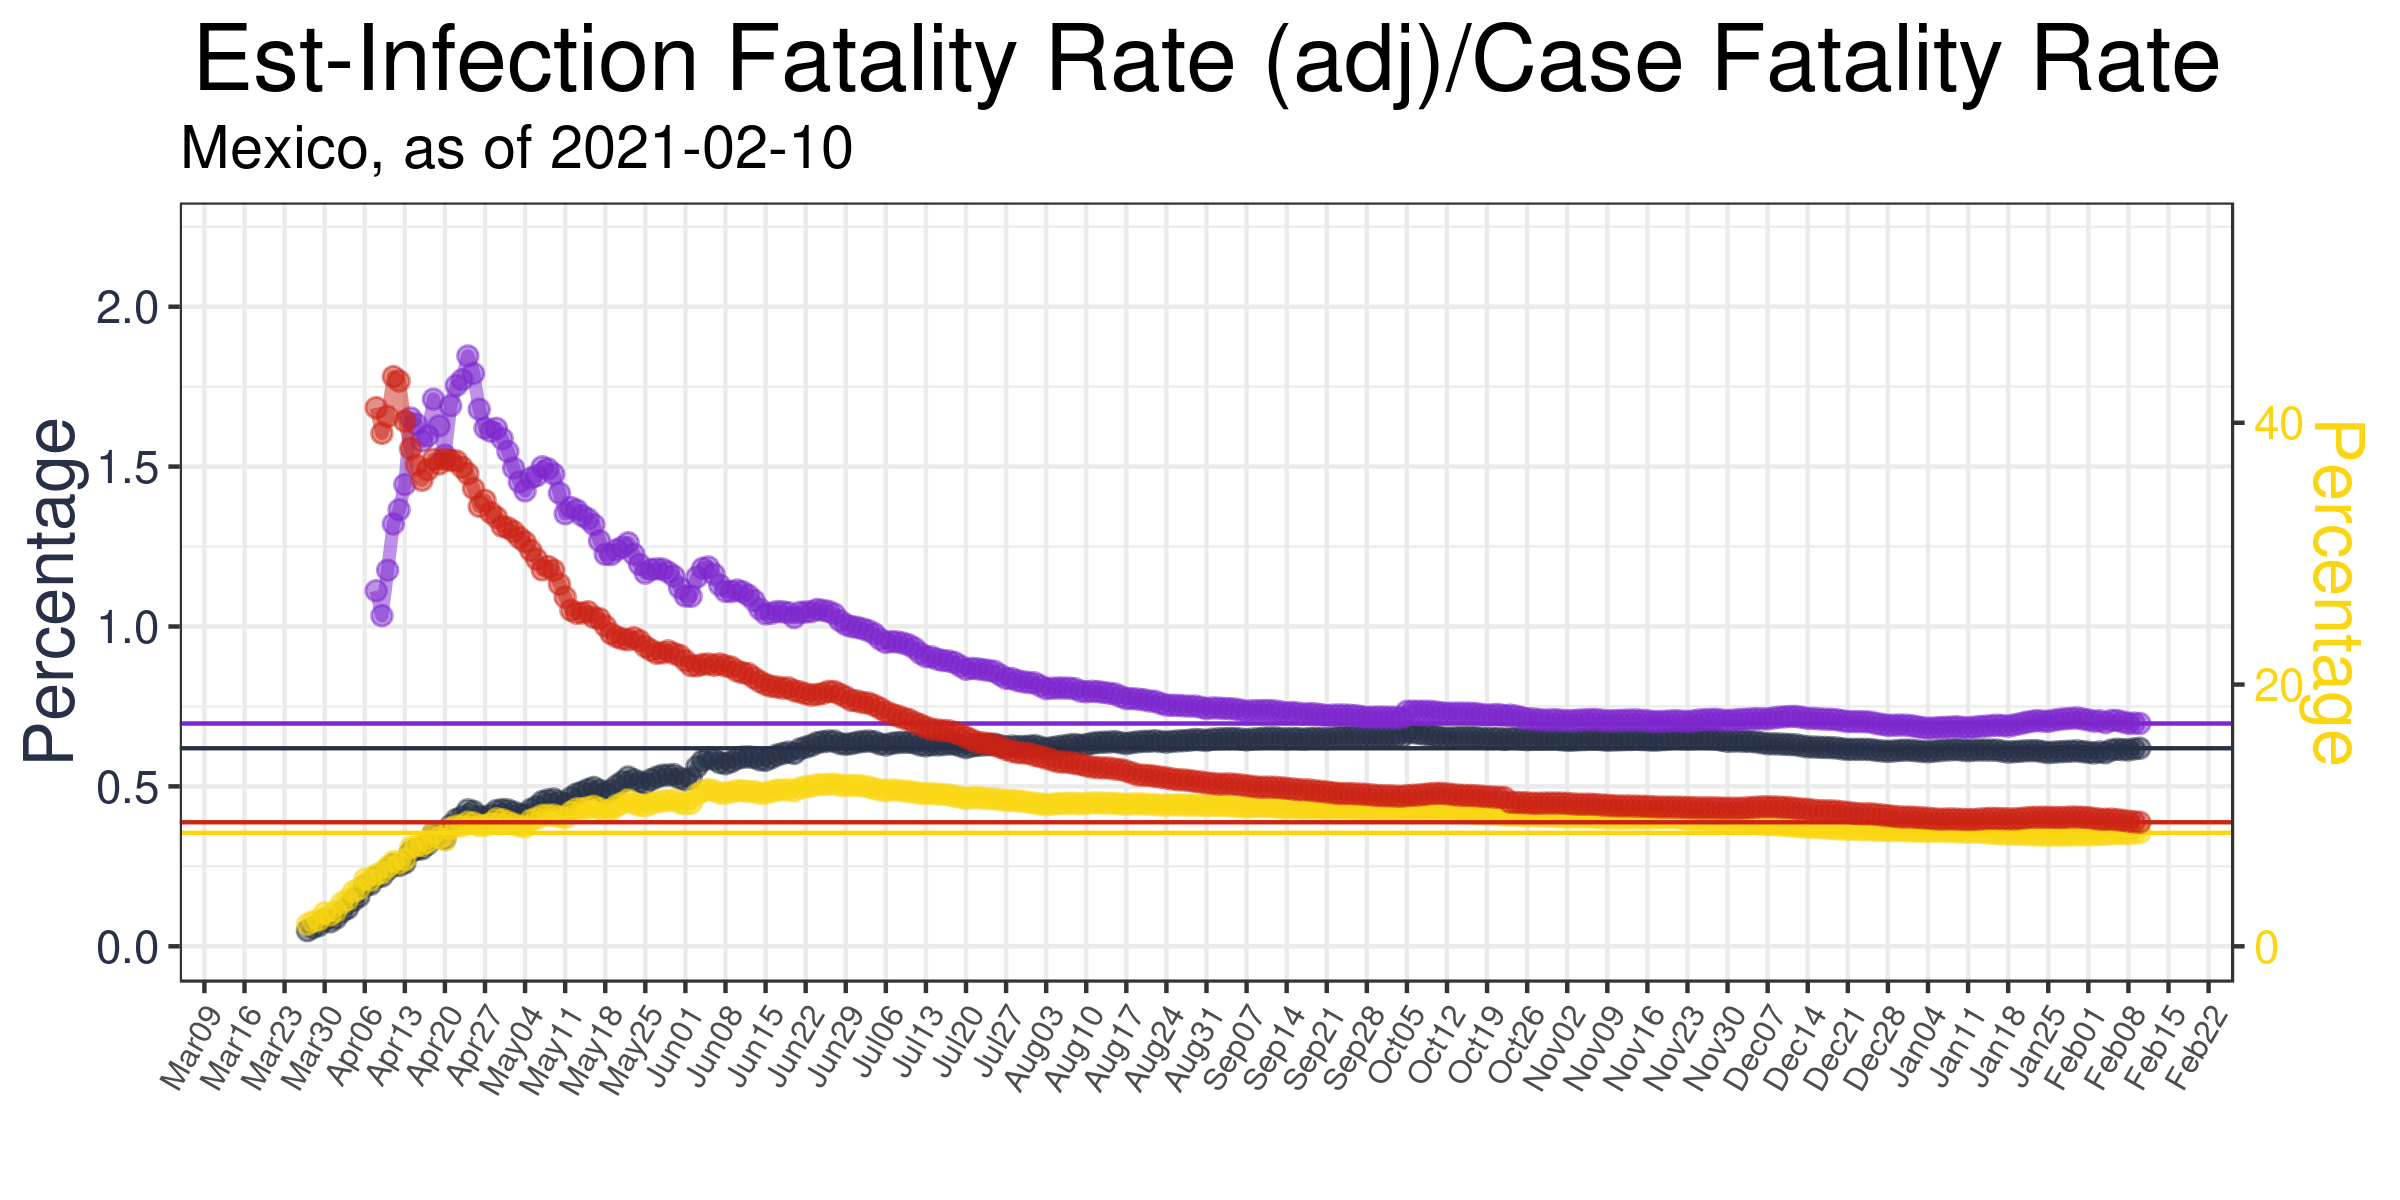 Est-Infection Fatality Rate (adj)/Case Fatality Rate
Mexico, as of 2021-02-10
Percentage
2.0
1.5
1.0
0.5
0.0
40
20
0
Percentage
Mar09
Mar16
Mar23
Mar30
Apr06
Apr13
Apr20
Apr27
May04
May11
May18
May25
Jun01
Jun08
Jun15
Jun22
Jun29
Jul06
Jul13
Jul20
Jul27
Aug03
Aug10
Aug17
Aug24
Aug31
Sep07
Sep14
Sep21
Sep28
Oct05
Oct12
Oct19
Oct26
Nov02
Nov09
Nov16
Nov23
Nov30
Dec07
Dec14
Dec21
Dec28
Jan04
Jan11
Jan18
Jan25
Feb01
Feb08
Feb15
Feb22